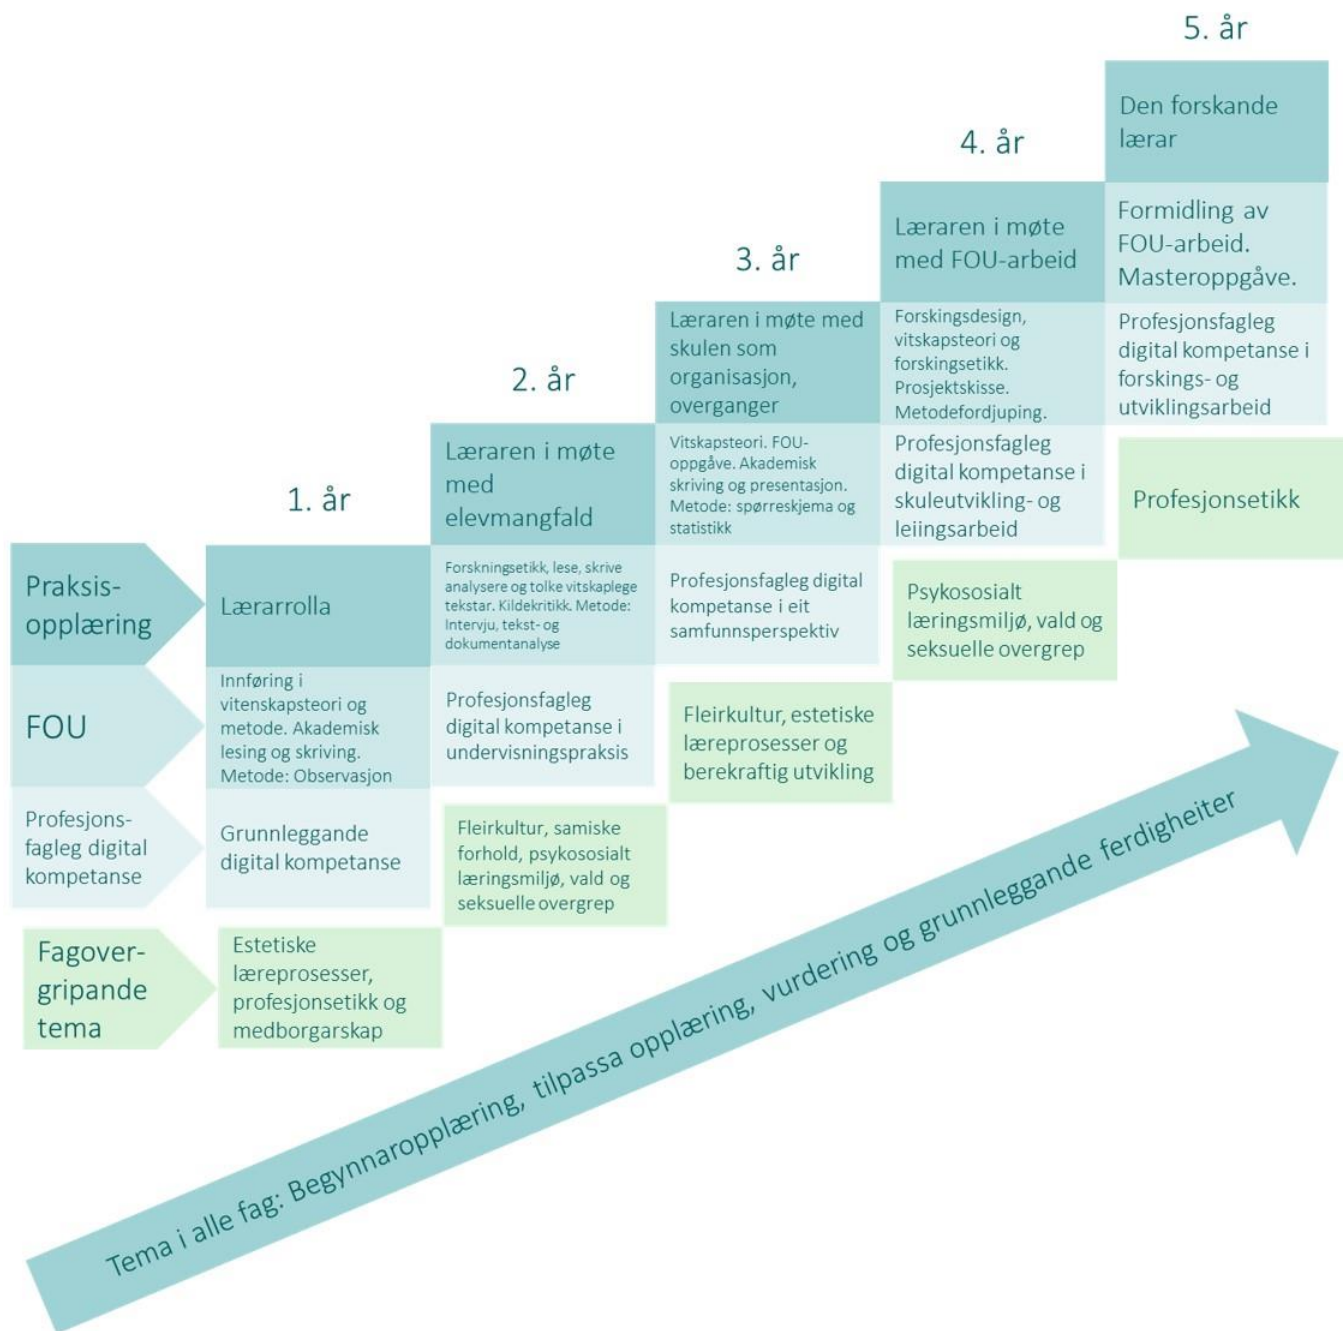 5. år
Den forskande
lærar
Formidling av
FOU-arbeid.
Masteroppgåve.
Profesjonsfagleg
digital kompetanse i
forskings- og
utviklingsarbeid
Profesjonsetikk
4. år
Læraren i møte
med FOU-arbeid
Forskingsdesign,
vitskapsteori og
forskingsetikk.
Prosjektskisse.
Metodefordjuping.
Profesjonsfagleg
digital kompetanse i
skuleutvikling- og
leiingsarbeid
Psykososialt
læringsmiljø, vald og
seksuelle overgrep
3. år
Læraren i møte med
skulen som
organisasjon,
overganger
Vitskapsteori. FOU-
oppgåve. Akademisk
skriving og presentasjon.
Metode: spørreskjema og
statistikk
Profesjonsfagleg digital
kompetanse i eit
samfunnsperspektiv
Fleirkultur, estetiske
læreprosesser og
berekraftig utvikling
2. år
Læraren i møte
med
elevmangfald
Forskningsetikk, lese, skrive
analysere og tolke vitskaplege
tekstar. Kildekritikk. Metode:
Intervju, tekst- og
dokumentanalyse
Profesjonsfagleg
digital kompetanse i
undervisningspraksis
Fleirkultur, samiske
forhold, psykososialt
læringsmiljø, vald og
seksuelle overgrep
1. år
Lærarrolla
Innføring i
vitenskapsteori og
metode. Akademisk
lesing og skriving.
Metode: Observasjon
Grunnleggande
digital kompetanse
Estetiske
læreprosesser,
profesjonsetikk og
medborgarskap
Praksis-
opplæring
FOU
Profesjons-
fagleg digital
kompetanse
Fagover-
gripande
tema
Tema i alle fag: Begynnaropplæring, tilpassa opplæring, vurdering og grunnleggande ferdigheiter